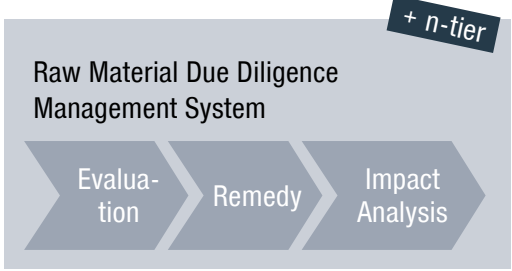 + n-tier
Raw Material Due Diligence
Management System
Evalua-
tion
Remedy
Impact
Analysis